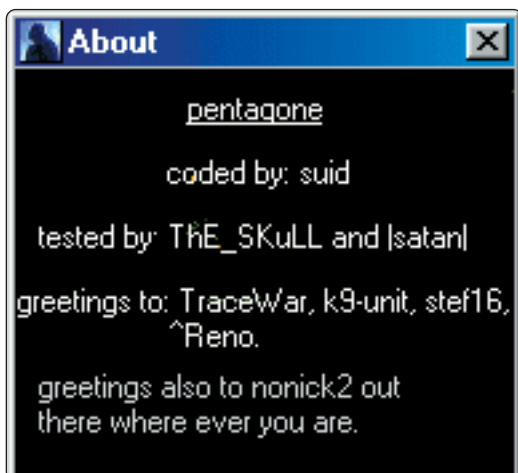 About
pentagone
coded by: suid
tested by: ThE_SKuLL and |satan|
greetings to: TraceWar, k9-unit, stef16,
^Reno.
greetings also to nonick2 out
there where ever you are.